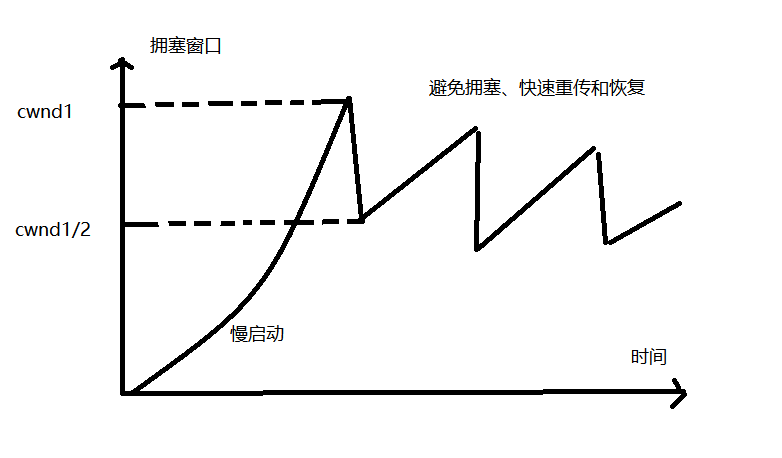 拥塞窗口
避免拥塞、快速重传和恢复
cwnd1
cwnd1/2
慢启动
时间